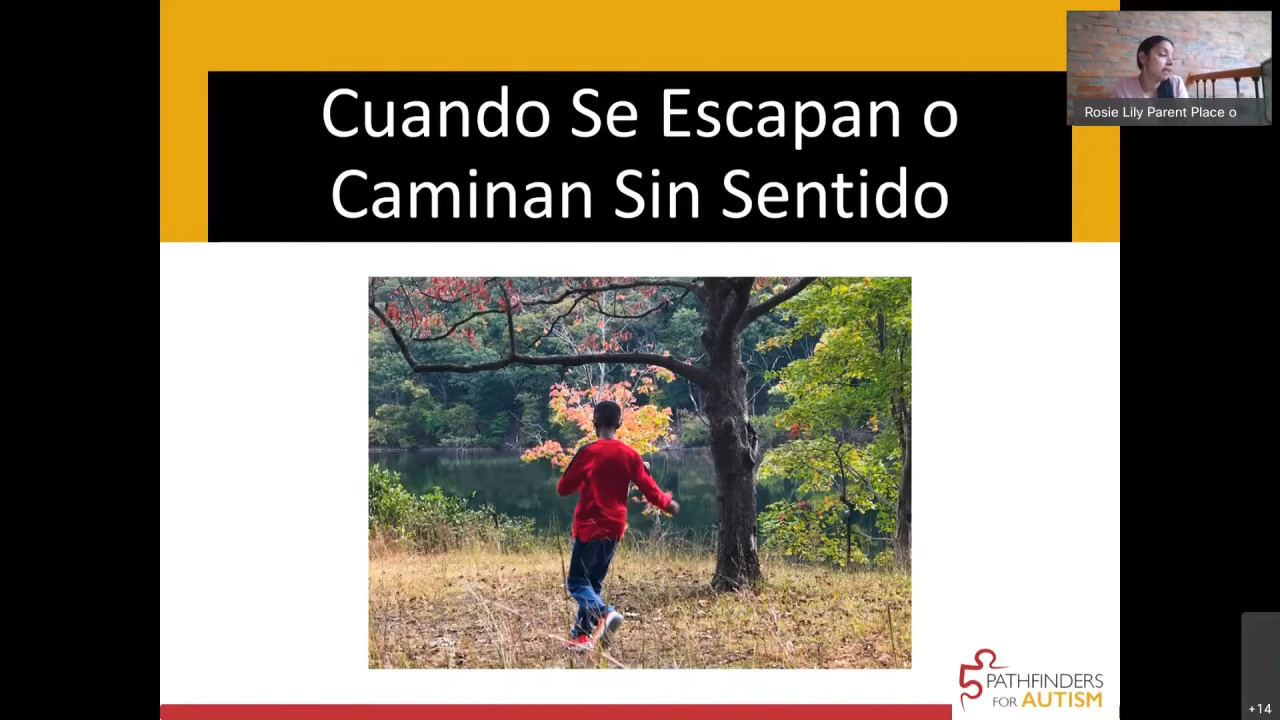 Cuando Se Escapan o
Caminan Sin Sentido
Rosie Lily Parent Place o
PATHFINDERS
FOR AUTISM
+14